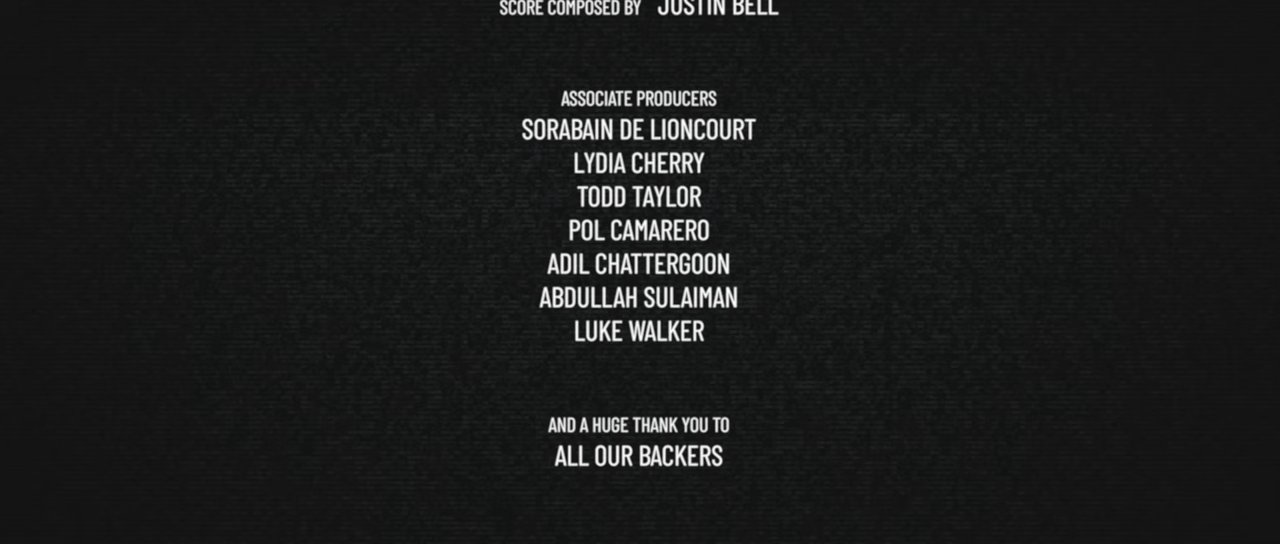 SCORE COMPOSED BY JUSTIN BELL
ASSOCIATE PRODUCERS
SORABAIN DE LIONCOURT
LYDIA CHERRY
TODD TAYLOR
POL CAMARERO
ADIL CHATTERGOON
ABDULLAH SULAIMAN
LUKE WALKER
AND A HUGE THANK YOU TO
ALL OUR BACKERS